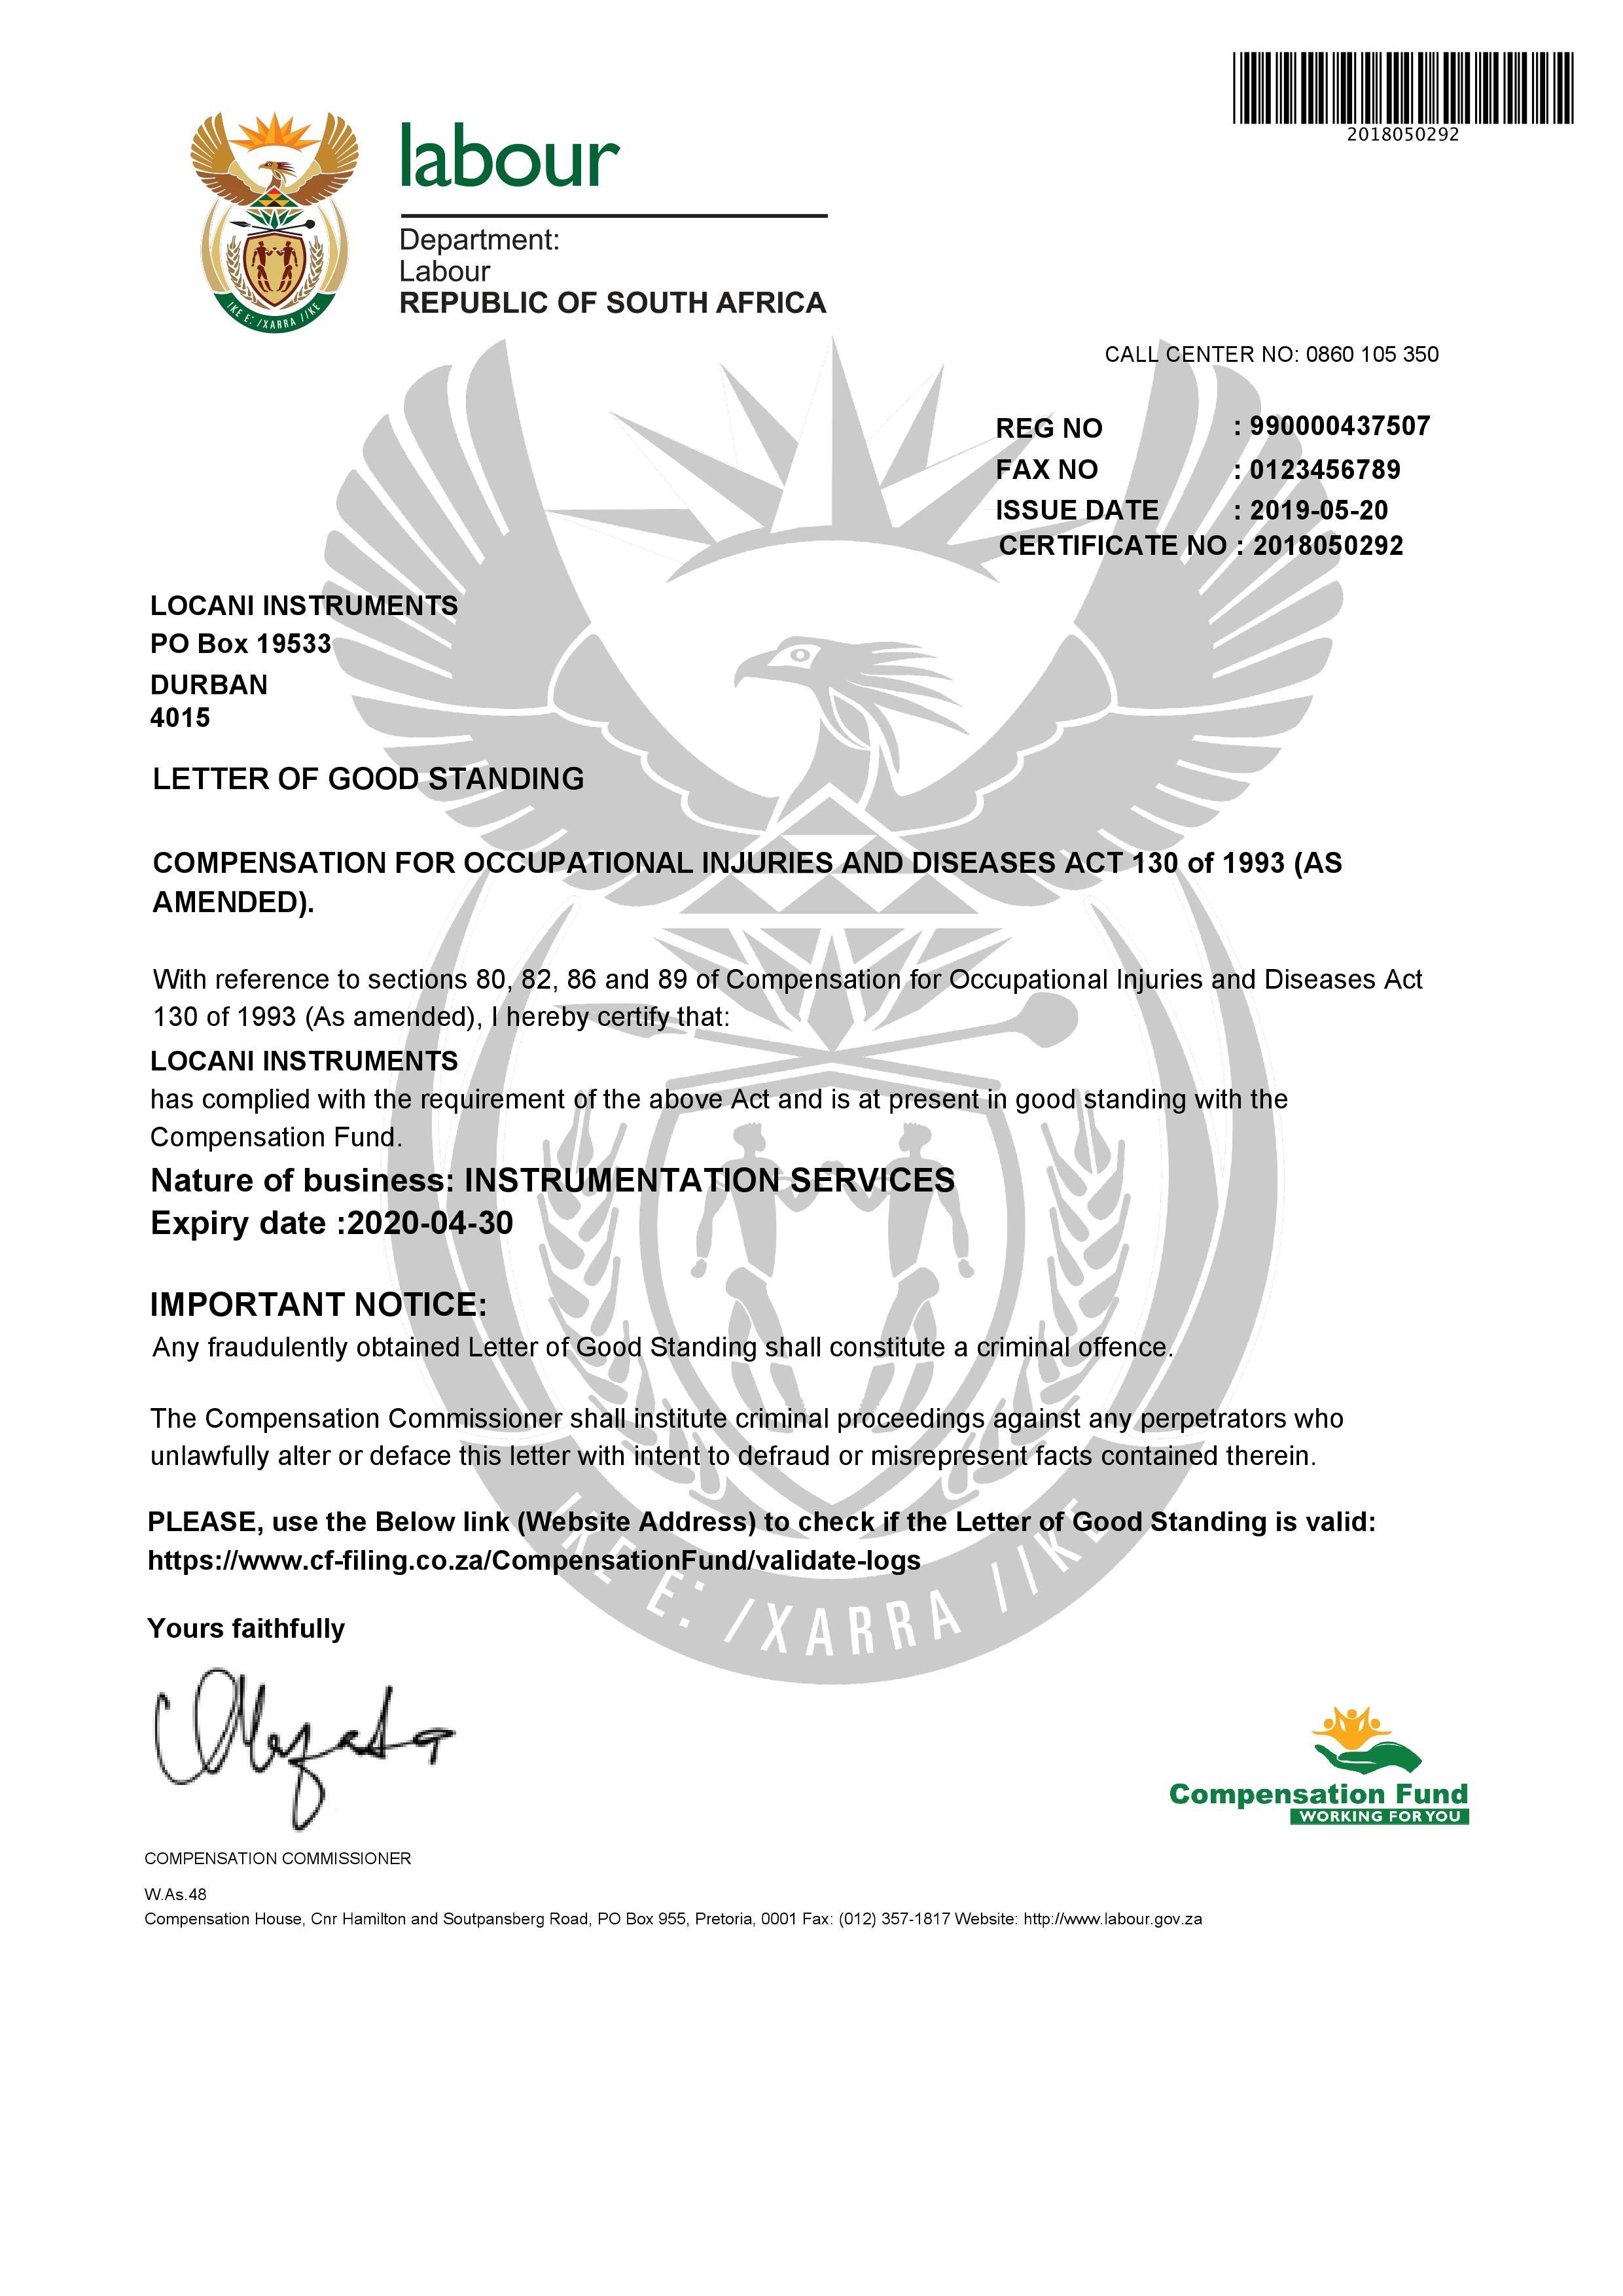 2018050292
labour
Department:
Labour
REPUBLIC OF SOUTH AFRICA
!KE E: /XARRA //KE
CALL CENTER NO: 0860 105 350
REG NO : 990000437507
FAX NO : 0123456789
ISSUE DATE : 2019-05-20
CERTIFICATE NO : 2018050292
LOCANI INSTRUMENTS
PO Box 19533
DURBAN
4015
LETTER OF GOOD STANDING
COMPENSATION FOR OCCUPATIONAL INJURIES AND DISEASES ACT 130 of 1993 (AS
AMENDED).
With reference to sections 80, 82, 86 and 89 of Compensation for Occupational Injuries and Diseases Act
130 of 1993 (As amended), I hereby certify that:
LOCANI INSTRUMENTS
has complied with the requirement of the above Act and is at present in good standing with the
Compensation Fund.
Nature of business: INSTRUMENTATION SERVICES
Expiry date :2020-04-30
IMPORTANT NOTICE:
Any fraudulently obtained Letter of Good Standing shall constitute a criminal offence.
The Compensation Commissioner shall institute criminal proceedings against any perpetrators who
unlawfully alter or deface this letter with intent to defraud or misrepresent facts contained therein.
PLEASE, use the Below link (Website Address) to check if the Letter of Good Standing is valid:
https://www.cf-filing.co.za/CompensationFund/validate-logs
!KE E: /XARRA //KE
Yours faithfully
Compensation Fund
WORKING FOR YOU
COMPENSATION COMMISSIONER
W.As.48
Compensation House, Cnr Hamilton and Soutpansberg Road, PO Box 955, Pretoria, 0001 Fax: (012) 357-1817 Website: http://www.labour.gov.za